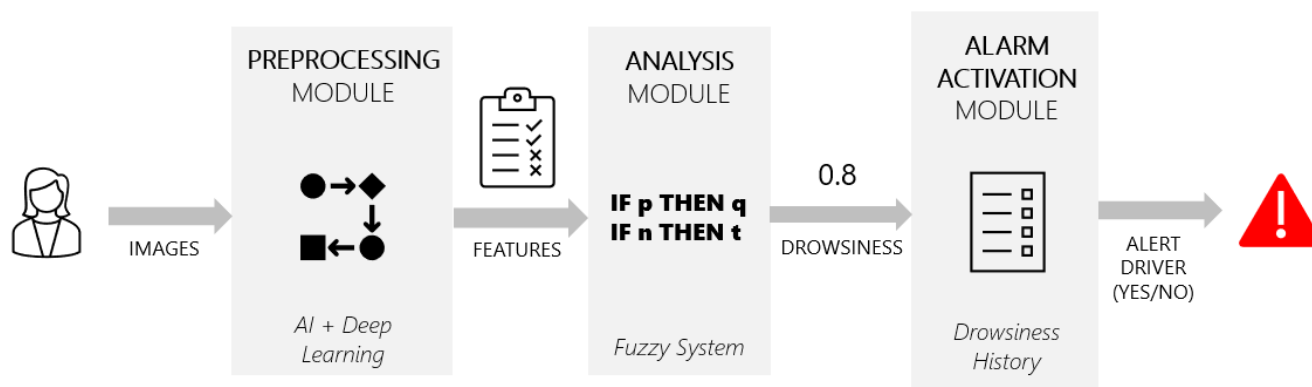 PREPROCESSING
MODULE
AI + Deep
Learning
IMAGES
FEATURES
ANALYSIS
MODULE
IF p THEN q
IF n THEN t
Fuzzy System
0.8
DROWSINESS
ALARM
ACTIVATION
MODULE
Drowsiness
History
ALERT
DRIVER
(YES/NO)